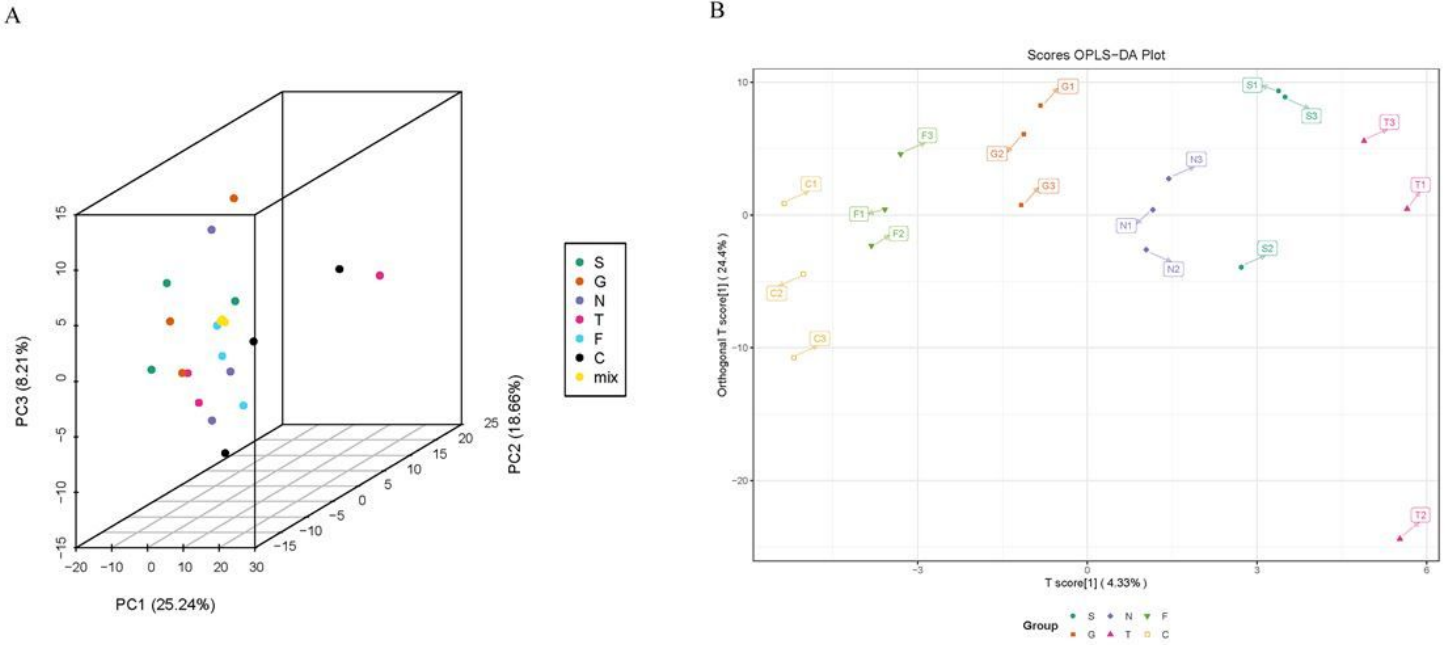 A
15
10
5
0
−5
−10
−15
PC3 (8.21%)
−20
−10
0
10
20
30
PC1 (25.24%)
−15
−10
−5
0
5
10
15
20
25
PC2 (18.66%)
S
G
N
T
F
C
mix
B
Scores OPLS−DA Plot
10
0
−10
−20
Orthogonal T score[1] ( 24.4% )
G1
S1
S3
T3
F3
G2
N3
C1
G3
T1
F1
N1
F2
S2
N2
C2
C3
T2
−3
0
3
6
T score[1] ( 4.33% )
Group
S N F
G T C